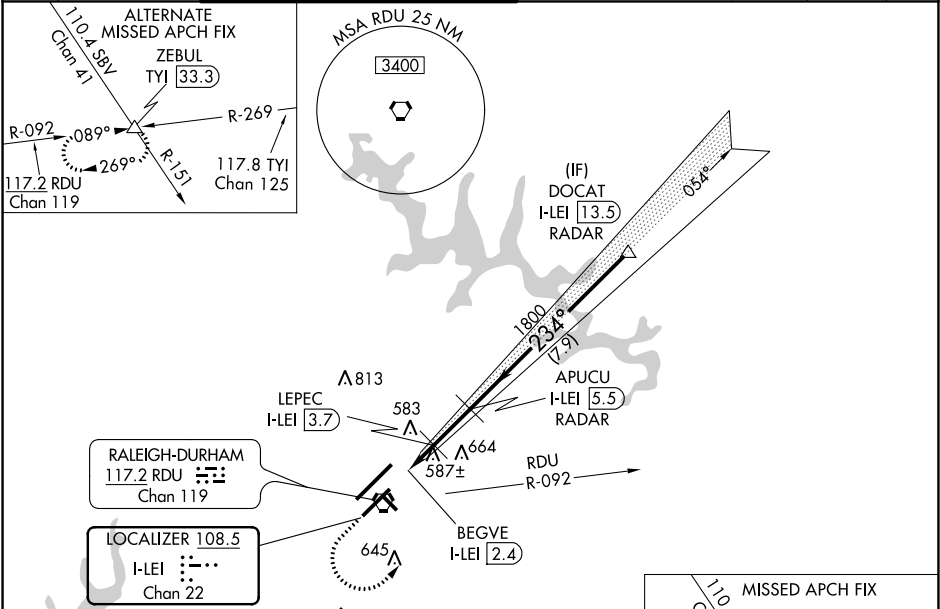 ALTERNATE
MISSED APCH FIX
110.4 SBV
Chan 41
ZEBUL
TYI 33.3
R-269
R-092
089°
269°
R-151
117.2 RDU
Chan 119
117.8 TYI
Chan 125
MSA RDU 25 NM
3400
(IF)
DOCAT
I-LEI 13.5
RADAR
054°
1800
234°
(7.9)
APUCU
I-LEI 5.5
RADAR
813
LEPEC
I-LEI 3.7
583
664
587±
RALEIGH-DURHAM
117.2 RDU
Chan 119
RDU
R-092
LOCALIZER 108.5
I-LEI
Chan 22
645
BEGVE
I-LEI 2.4
MISSED APCH FIX
110